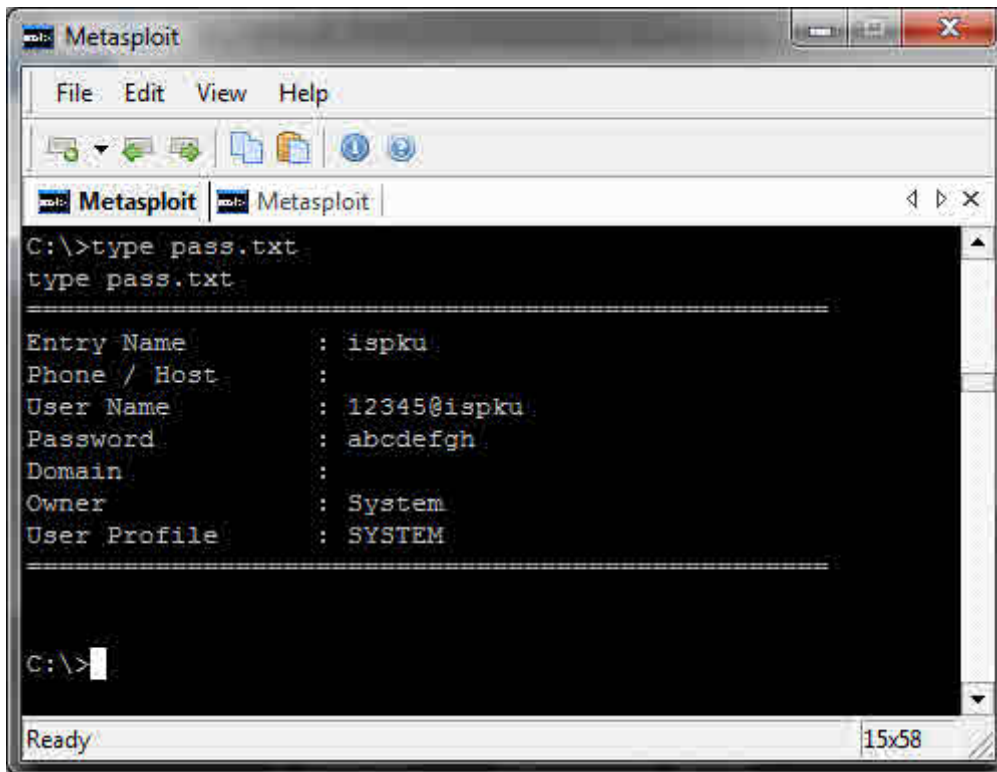 Metasploit
File Edit View Help
Metasploit Metasploit
C:\>type pass.txt
type pass.txt
==================================================
Entry Name : ispku
Phone / Host :
User Name : 12345@ispku
Password : abcdefgh
Domain :
Owner : System
User Profile : SYSTEM
==================================================
C:\>
Ready 15x58